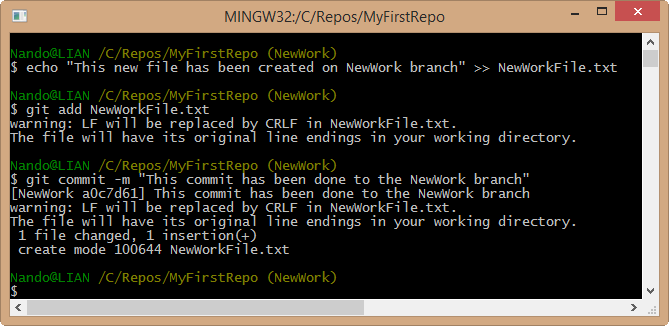 MINGW32:/C/Repos/MyFirstRepo
Nando@LIAN /C/Repos/MyFirstRepo (NewWork)
$ echo "This new file has been created on NewWork branch" >> NewWorkFile.txt
Nando@LIAN /C/Repos/MyFirstRepo (NewWork)
$ git add NewWorkFile.txt
warning: LF will be replaced by CRLF in NewWorkFile.txt.
The file will have its original line endings in your working directory.
Nando@LIAN /C/Repos/MyFirstRepo (NewWork)
$ git commit -m "This commit has been done to the NewWork branch"
[NewWork a0c7d61] This commit has been done to the NewWork branch
warning: LF will be replaced by CRLF in NewWorkFile.txt.
The file will have its original line endings in your working directory.
 1 file changed, 1 insertion(+)
 create mode 100644 NewWorkFile.txt
Nando@LIAN /C/Repos/MyFirstRepo (NewWork)
$